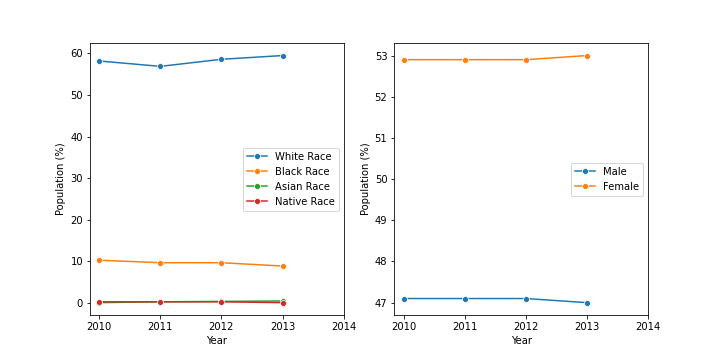 60
50
40
30
20
10
0
Population (%)
2010 2011 2012 2013 2014
Year
White Race
Black Race
Asian Race
Native Race
53
52
51
50
49
48
47
Population (%)
2010 2011 2012 2013 2014
Year
Male
Female